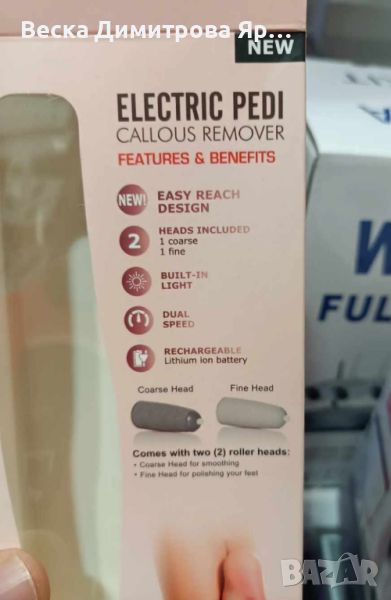 Веска Димитрова Яр...
NEW
ELECTRIC PEDI
CALLOUS REMOVER
FEATURES & BENEFITS
NEW!
EASY REACH
DESIGN
2
HEADS INCLUDED
1 coarse
1 fine
BUILT-IN
LIGHT
DUAL
SPEED
RECHARGEABLE
Lithium ion battery
Coarse Head
Fine Head
Comes with two (2) roller heads:
• Coarse Head for smoothing
• Fine Head for polishing your feet
W
FUL
BAZAR